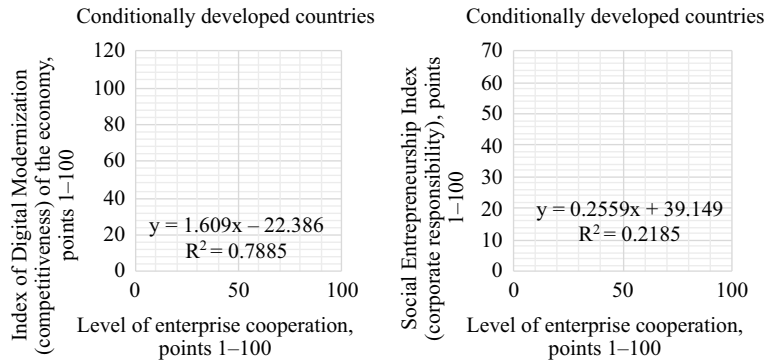 Conditionally developed countries
Index of Digital Modernization
(competitiveness) of the economy,
points 1–100
120
100
80
60
40
20
0
y = 1.609x – 22.386
R² = 0.7885
0
50
100
Level of enterprise cooperation,
points 1–100
Conditionally developed countries
Social Entrepreneurship Index
(corporate responsibility), points
1–100
70
60
50
40
30
20
10
0
y = 0.2559x + 39.149
R² = 0.2185
0
50
100
Level of enterprise cooperation,
points 1–100